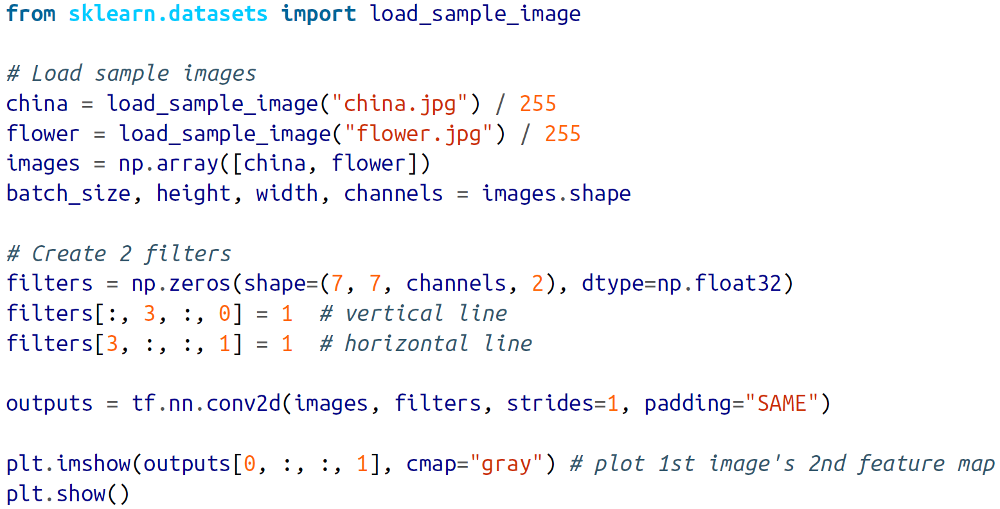 from sklearn.datasets import load_sample_image
# Load sample images
china = load_sample_image("china.jpg") / 255
flower = load_sample_image("flower.jpg") / 255
images = np.array([china, flower])
batch_size, height, width, channels = images.shape
# Create 2 filters
filters = np.zeros(shape=(7, 7, channels, 2), dtype=np.float32)
filters[:, 3, :, 0] = 1  # vertical line
filters[3, :, :, 1] = 1  # horizontal line
outputs = tf.nn.conv2d(images, filters, strides=1, padding="SAME")
plt.imshow(outputs[0, :, :, 1], cmap="gray") # plot 1st image's 2nd feature map
plt.show()